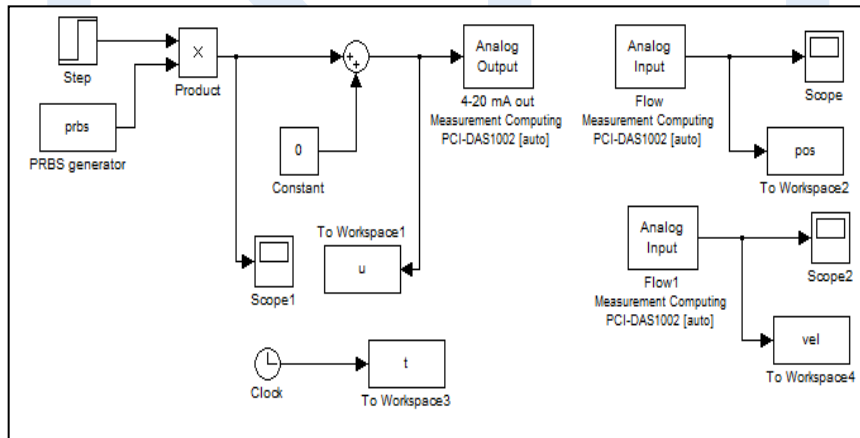 Step
prbs
PRBS generator
X
Product
+
+
0
Constant
Analog
Output
4-20 mA out
Measurement Computing
PCI-DAS1002 [auto]
Scope1
To Workspace1
u
Clock
t
To Workspace3
Analog
Input
Flow
Measurement Computing
PCI-DAS1002 [auto]
Scope
pos
To Workspace2
Analog
Input
Flow1
Measurement Computing
PCI-DAS1002 [auto]
Scope2
vel
To Workspace4